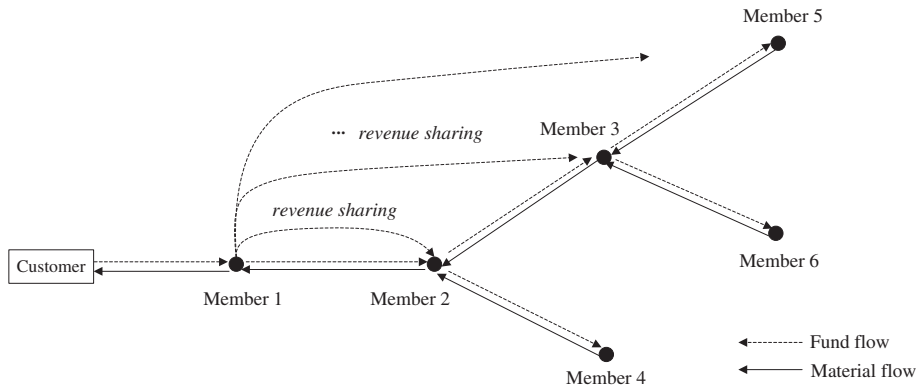 Member 5
Member 3
... revenue sharing
revenue sharing
Member 6
Customer
Member 1
Member 2
Member 4
Fund flow
Material flow